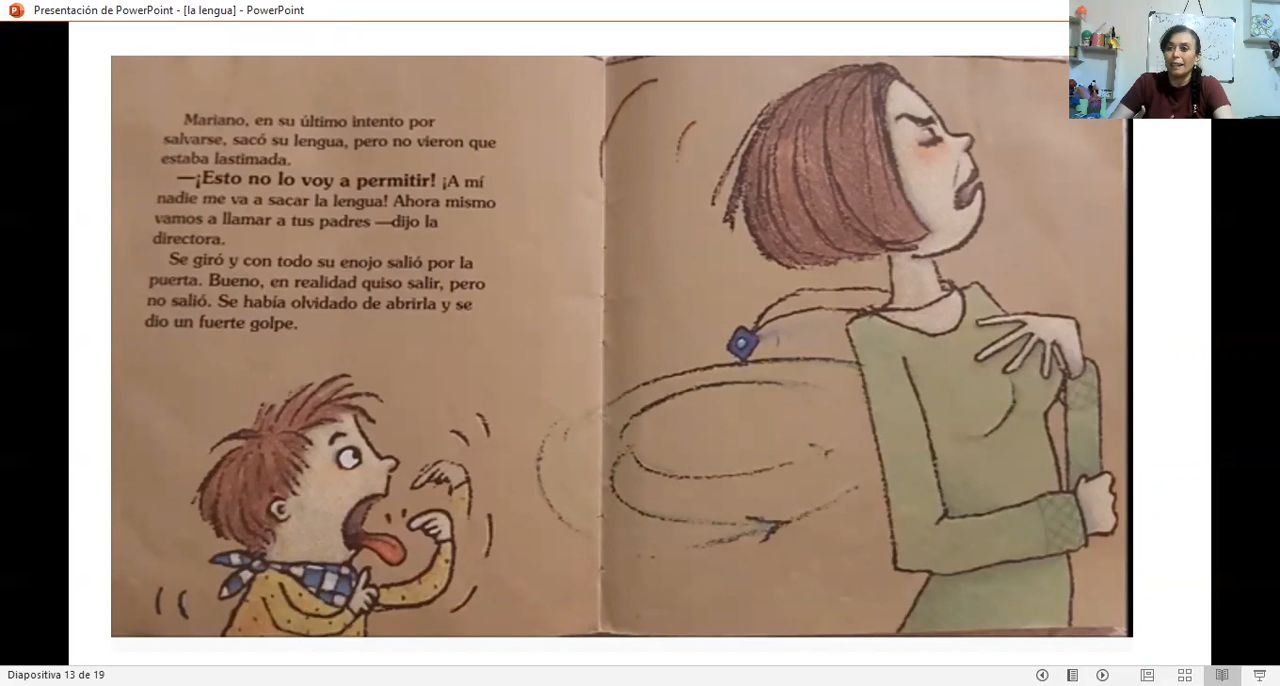 Presentación de PowerPoint - [la lengua] - PowerPoint
Mariano, en su último intento por
salvarse, sacó su lengua, pero no vieron que
estaba lastimada.
—¡Esto no lo voy a permitir! ¡A mí
nadie me va a sacar la lengua! Ahora mismo
vamos a llamar a tus padres —dijo la
directora.
Se giró y con todo su enojo salió por la
puerta. Bueno, en realidad quiso salir, pero
no salió. Se había olvidado de abrirla y se
dio un fuerte golpe.
Diapositiva 13 de 19